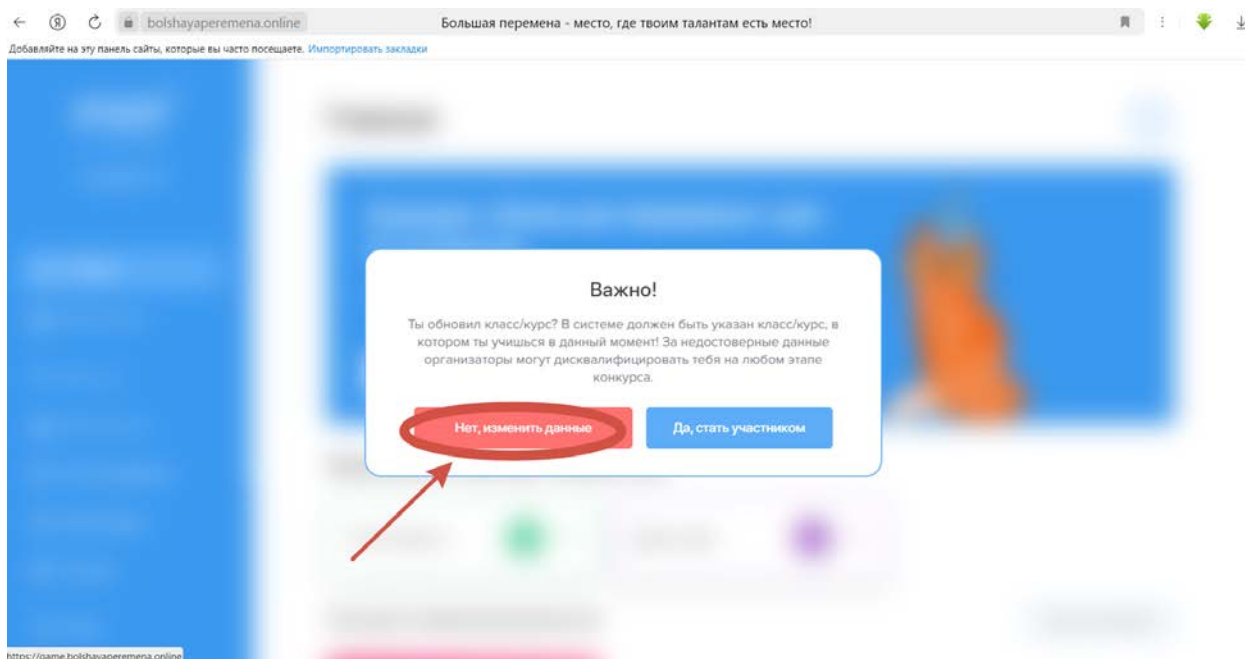 bolshayaperemena.online
Большая перемена - место, где твоим талантам есть место!
Добавляйте на эту панель сайты, которые вы часто посещаете. Импортировать закладки
Важно!
Ты обновил класс/курс? В системе должен быть указан класс/курс, в
котором ты учишься в данный момент! За недостоверные данные
организаторы могут дисквалифицировать тебя на любом этапе
конкурса.
Нет, изменить данные
Да, стать участником
https://game.bolshayaperemena.online